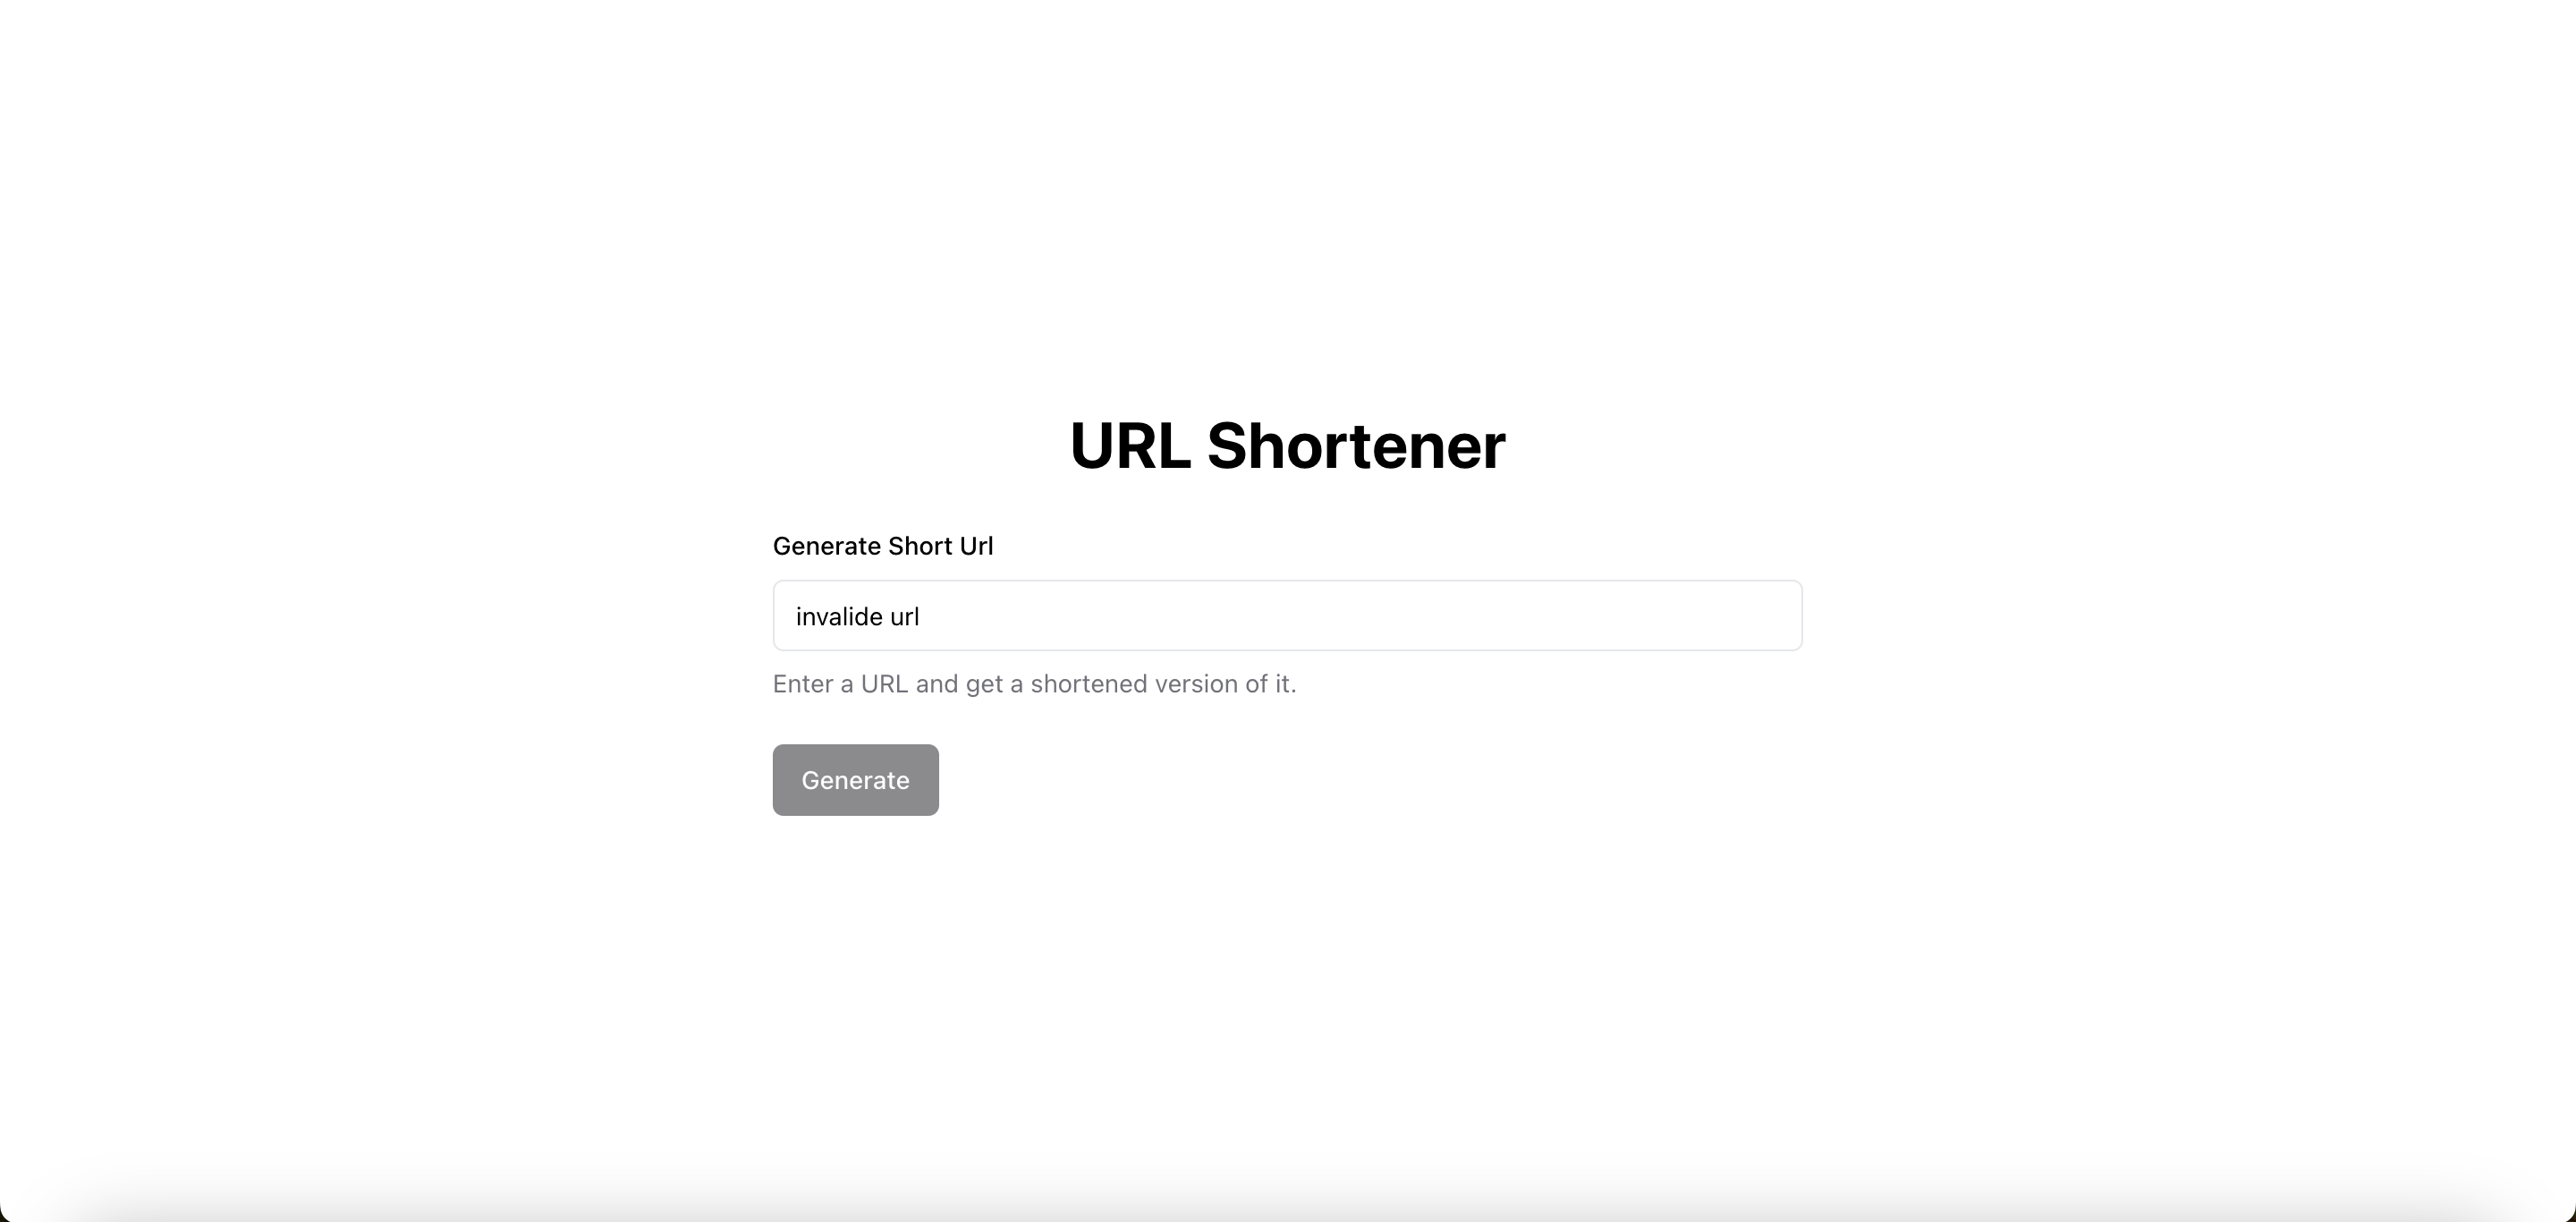 URL Shortener
Generate Short Url
invalide url
Enter a URL and get a shortened version of it.
Generate